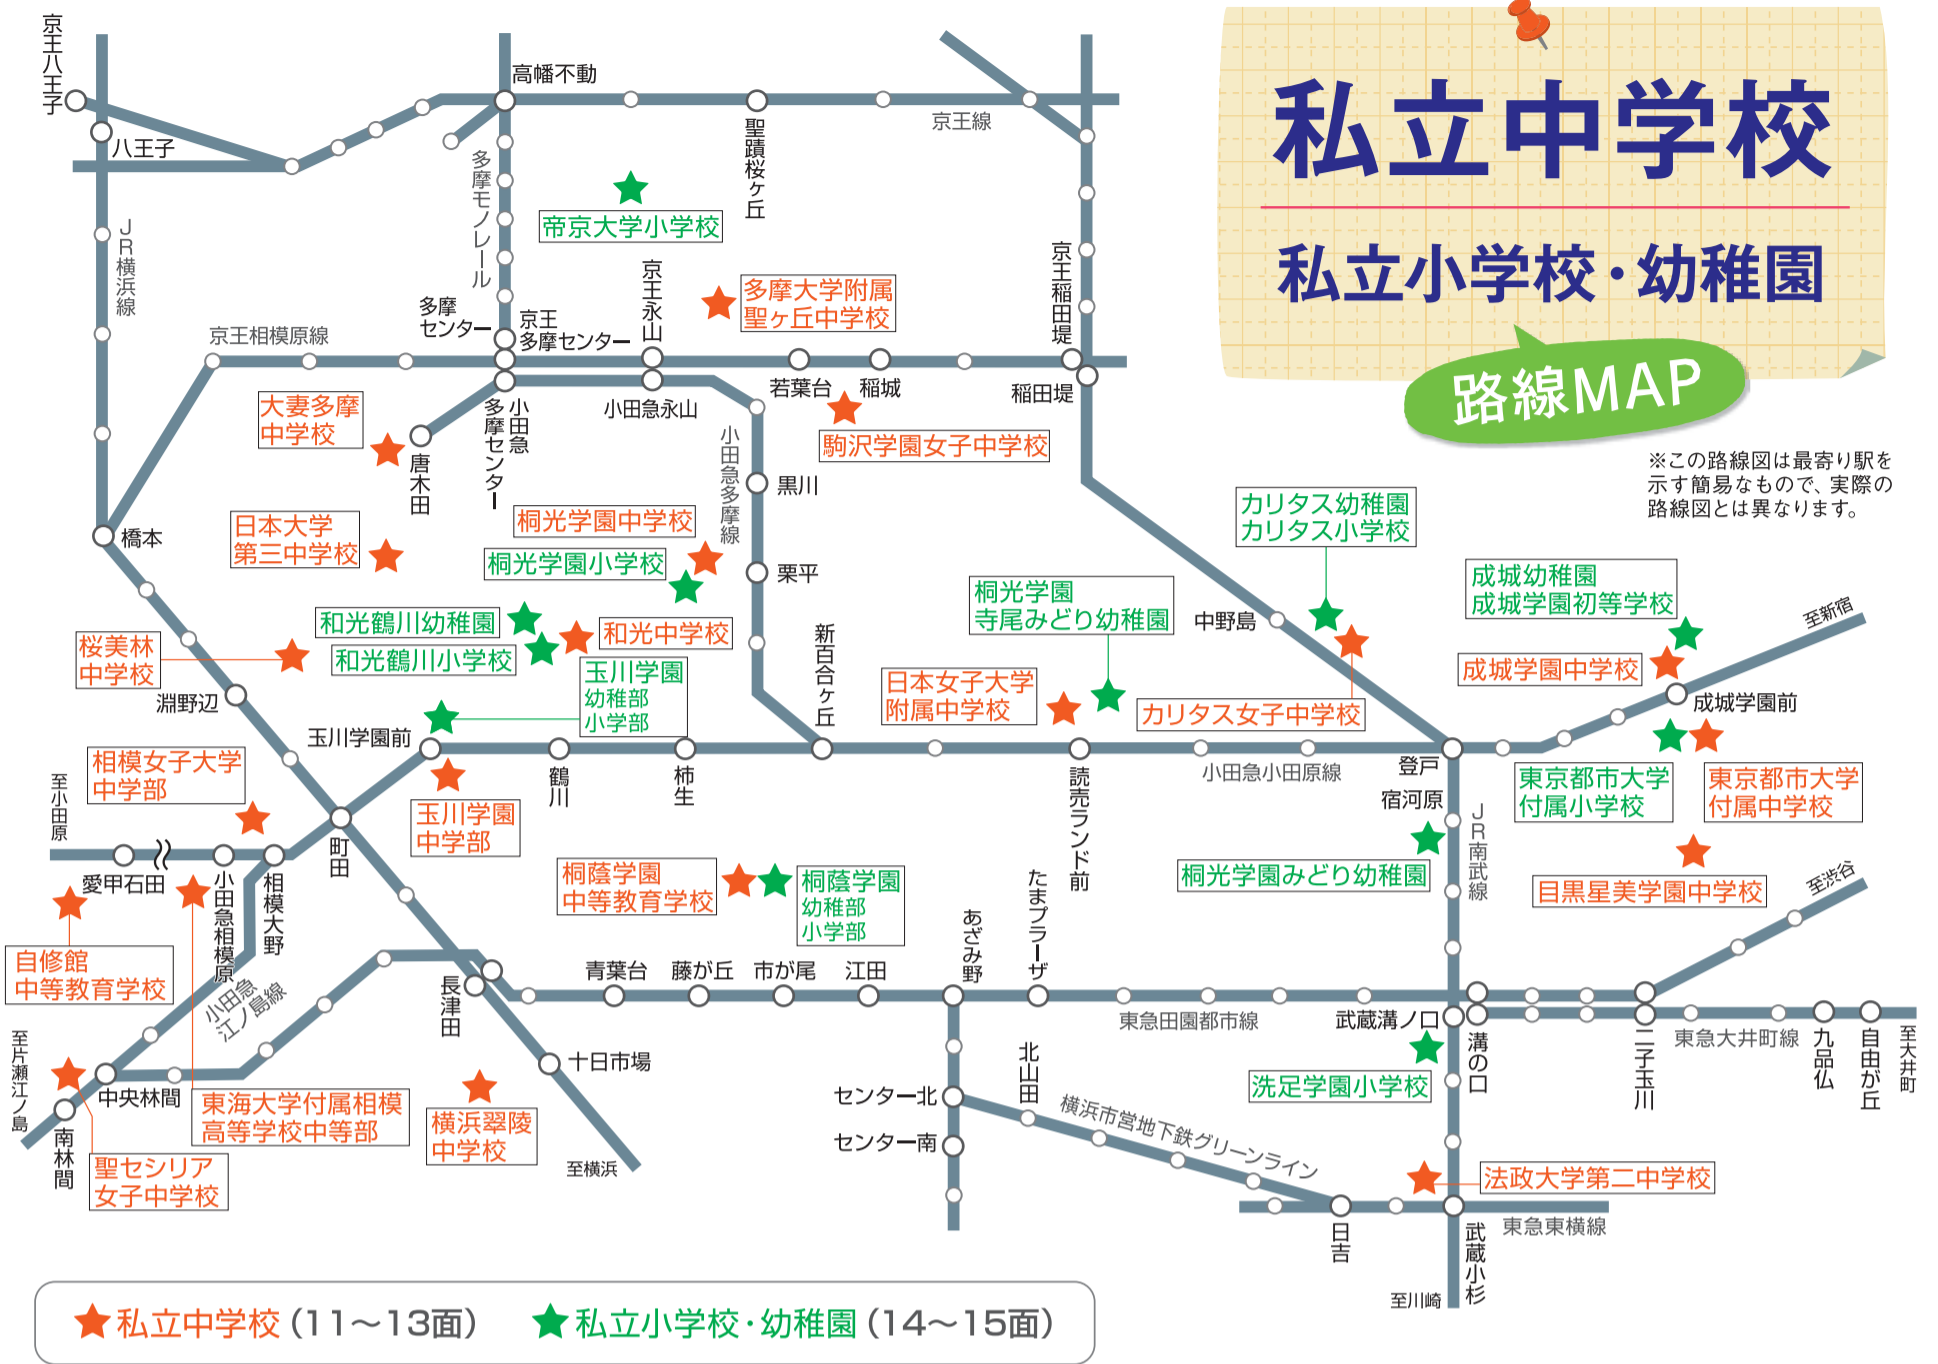 私立中学校
私立小学校・幼稚園
路線MAP
※この路線図は最寄り駅を
示す簡易なもので、実際の
路線図とは異なります。
京王八王子
八王子
高幡不動
聖蹟桜ヶ丘
京王線
JR横浜線
多摩モノレール
帝京大学小学校
多摩大学附属
聖ヶ丘中学校
京王永山
京王稲田堤
多摩
センター
京王
多摩センター
京王相模原線
若葉台
稲城
稲田堤
小田急永山
小田急
多摩センター
大妻多摩
中学校
唐木田
駒沢学園女子中学校
小田急多摩線
黒川
栗平
橋本
日本大学
第三中学校
桐光学園中学校
桐光学園小学校
カリタス幼稚園
カリタス小学校
中野島
桐光学園
寺尾みどり幼稚園
成城幼稚園
成城学園初等学校
至新宿
和光鶴川幼稚園
和光鶴川小学校
和光中学校
桜美林
中学校
淵野辺
玉川学園
幼稚部
小学部
新百合ヶ丘
日本女子大学
附属中学校
カリタス女子中学校
成城学園中学校
成城学園前
玉川学園前
鶴川
柿生
読売ランド前
小田急小田原線
登戸
宿河原
東京都市大学
付属小学校
東京都市大学
付属中学校
相模女子大学
中学部
至小田原
町田
玉川学園
中学部
愛甲石田
小田急相模原
相模大野
桐蔭学園
中等教育学校
桐蔭学園
幼稚部
小学部
桐光学園みどり幼稚園
JR南武線
目黒星美学園中学校
至渋谷
自修館
中等教育学校
小田急
江ノ島線
長津田
青葉台
藤が丘
市が尾
江田
あざみ野
たまプラーザ
東急田園都市線
武蔵溝ノ口
溝の口
二子玉川
東急大井町線
九品仏
自由が丘
至大井町
至片瀬江ノ島
中央林間
南林間
東海大学付属相模
高等学校中等部
聖セシリア
女子中学校
十日市場
横浜翠陵
中学校
至横浜
センター北
センター南
北山田
横浜市営地下鉄グリーンライン
洗足学園小学校
法政大学第二中学校
日吉
東急東横線
武蔵小杉
至川崎
私立中学校（11〜13面）
私立小学校・幼稚園（14〜15面）